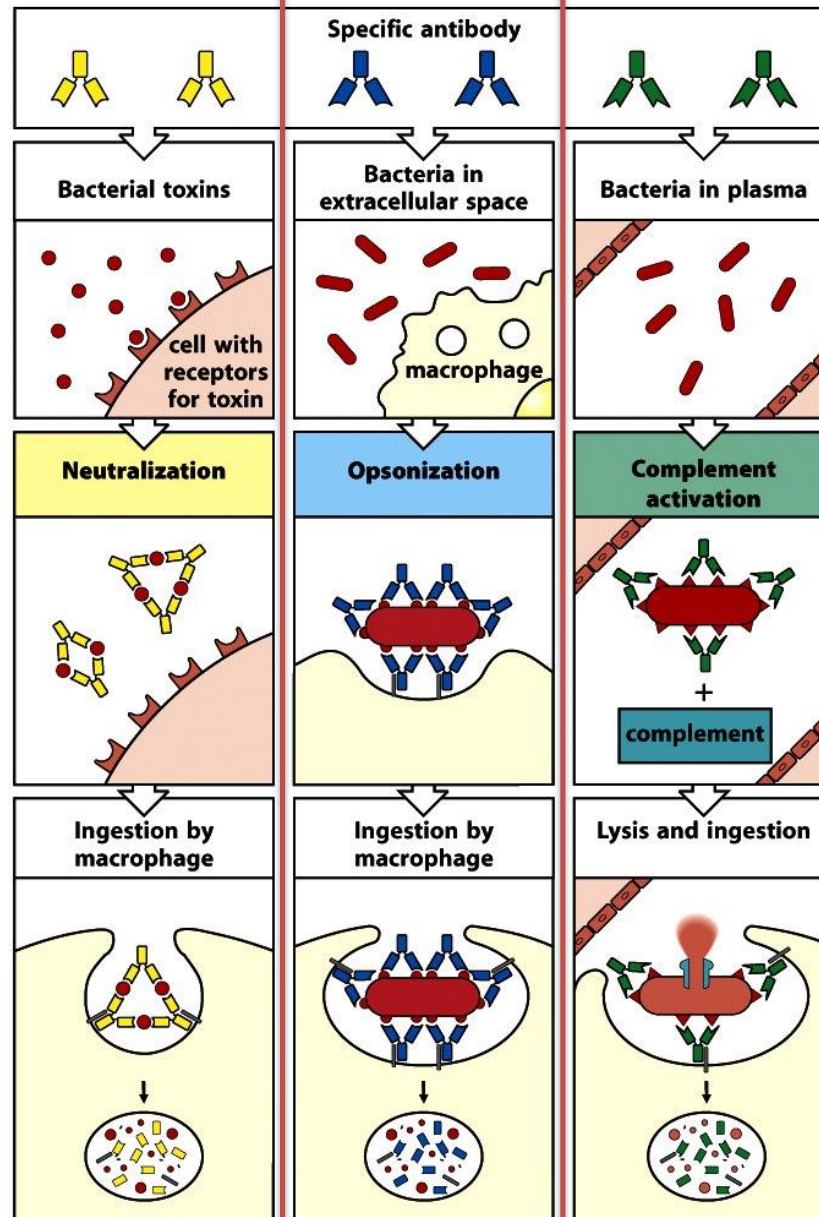 Specific antibody
Bacterial toxins
Bacteria in
extracellular space
Bacteria in plasma
cell with
receptors
for toxin
macrophage
Neutralization
Opsonization
Complement
activation
+
complement
Ingestion by
macrophage
Ingestion by
macrophage
Lysis and ingestion